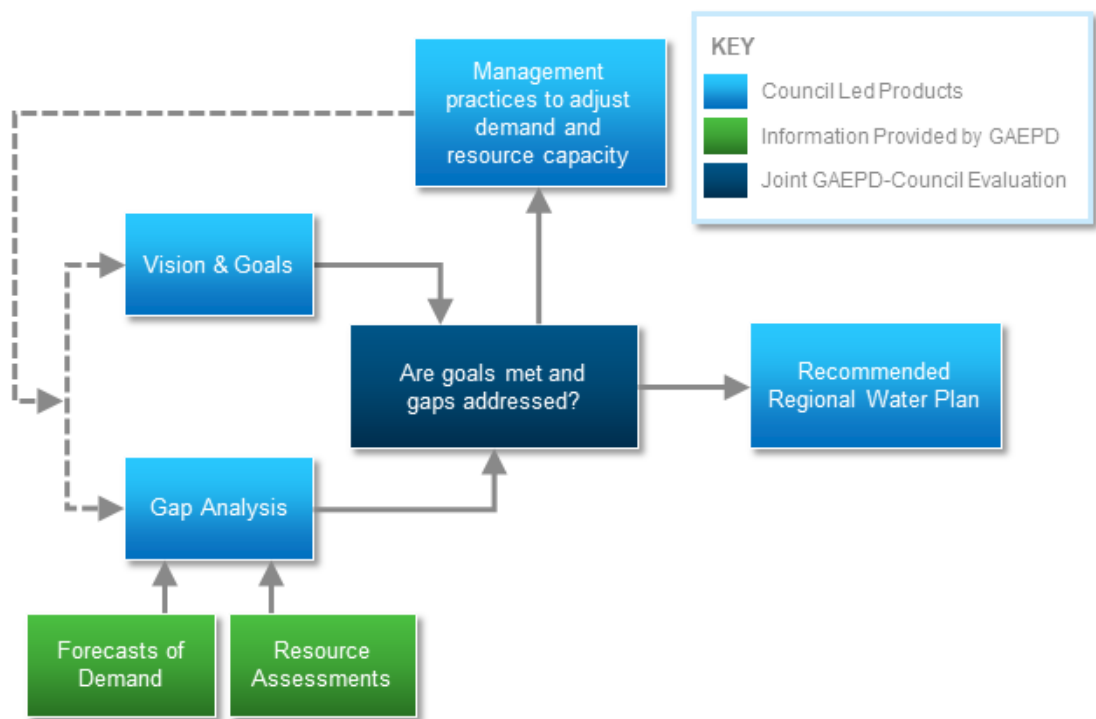 Management
practices to adjust
demand and
resource capacity
KEY
Council Led Products
Information Provided by GAEPD
Joint GAEPD-Council Evaluation
Vision & Goals
Are goals met and
gaps addressed?
Recommended
Regional Water Plan
Gap Analysis
Forecasts of
Demand
Resource
Assessments